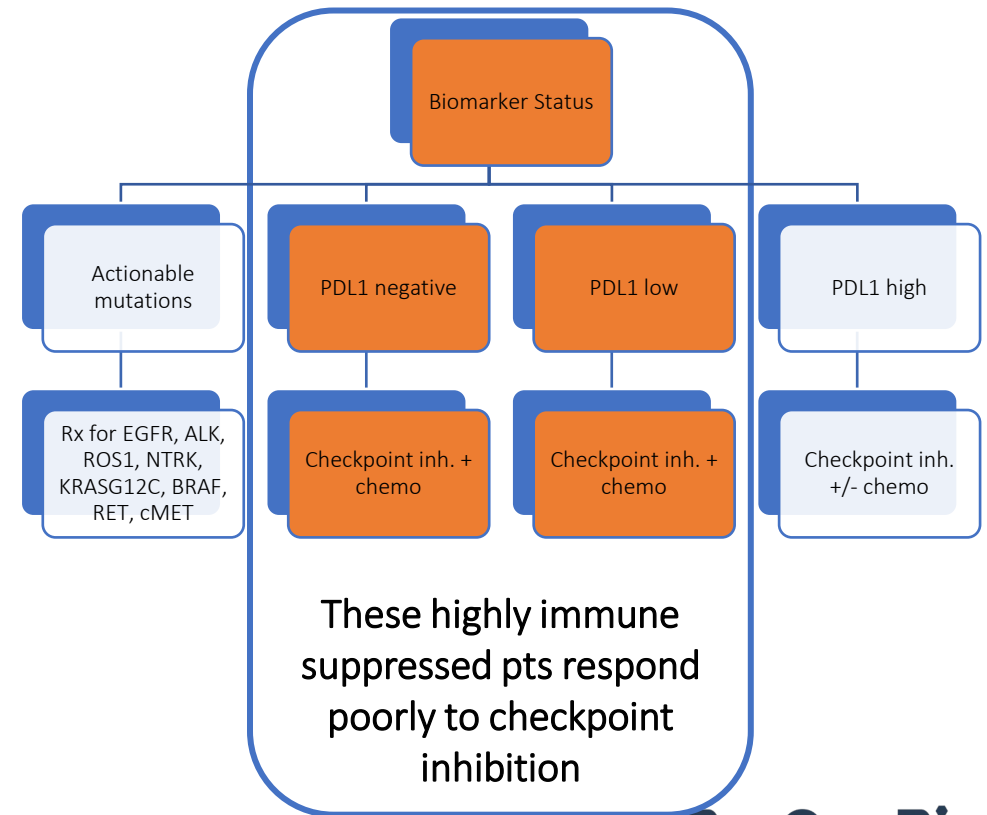 Biomarker Status
Actionable
mutations
PDL1 negative
PDL1 low
PDL1 high
Rx for EGFR, ALK,
ROS1, NTRK,
KRASG12C, BRAF,
RET, cMET
Checkpoint inh. +
chemo
Checkpoint inh. +
chemo
Checkpoint inh.
+/- chemo
These highly immune
suppressed pts respond
poorly to checkpoint
inhibition